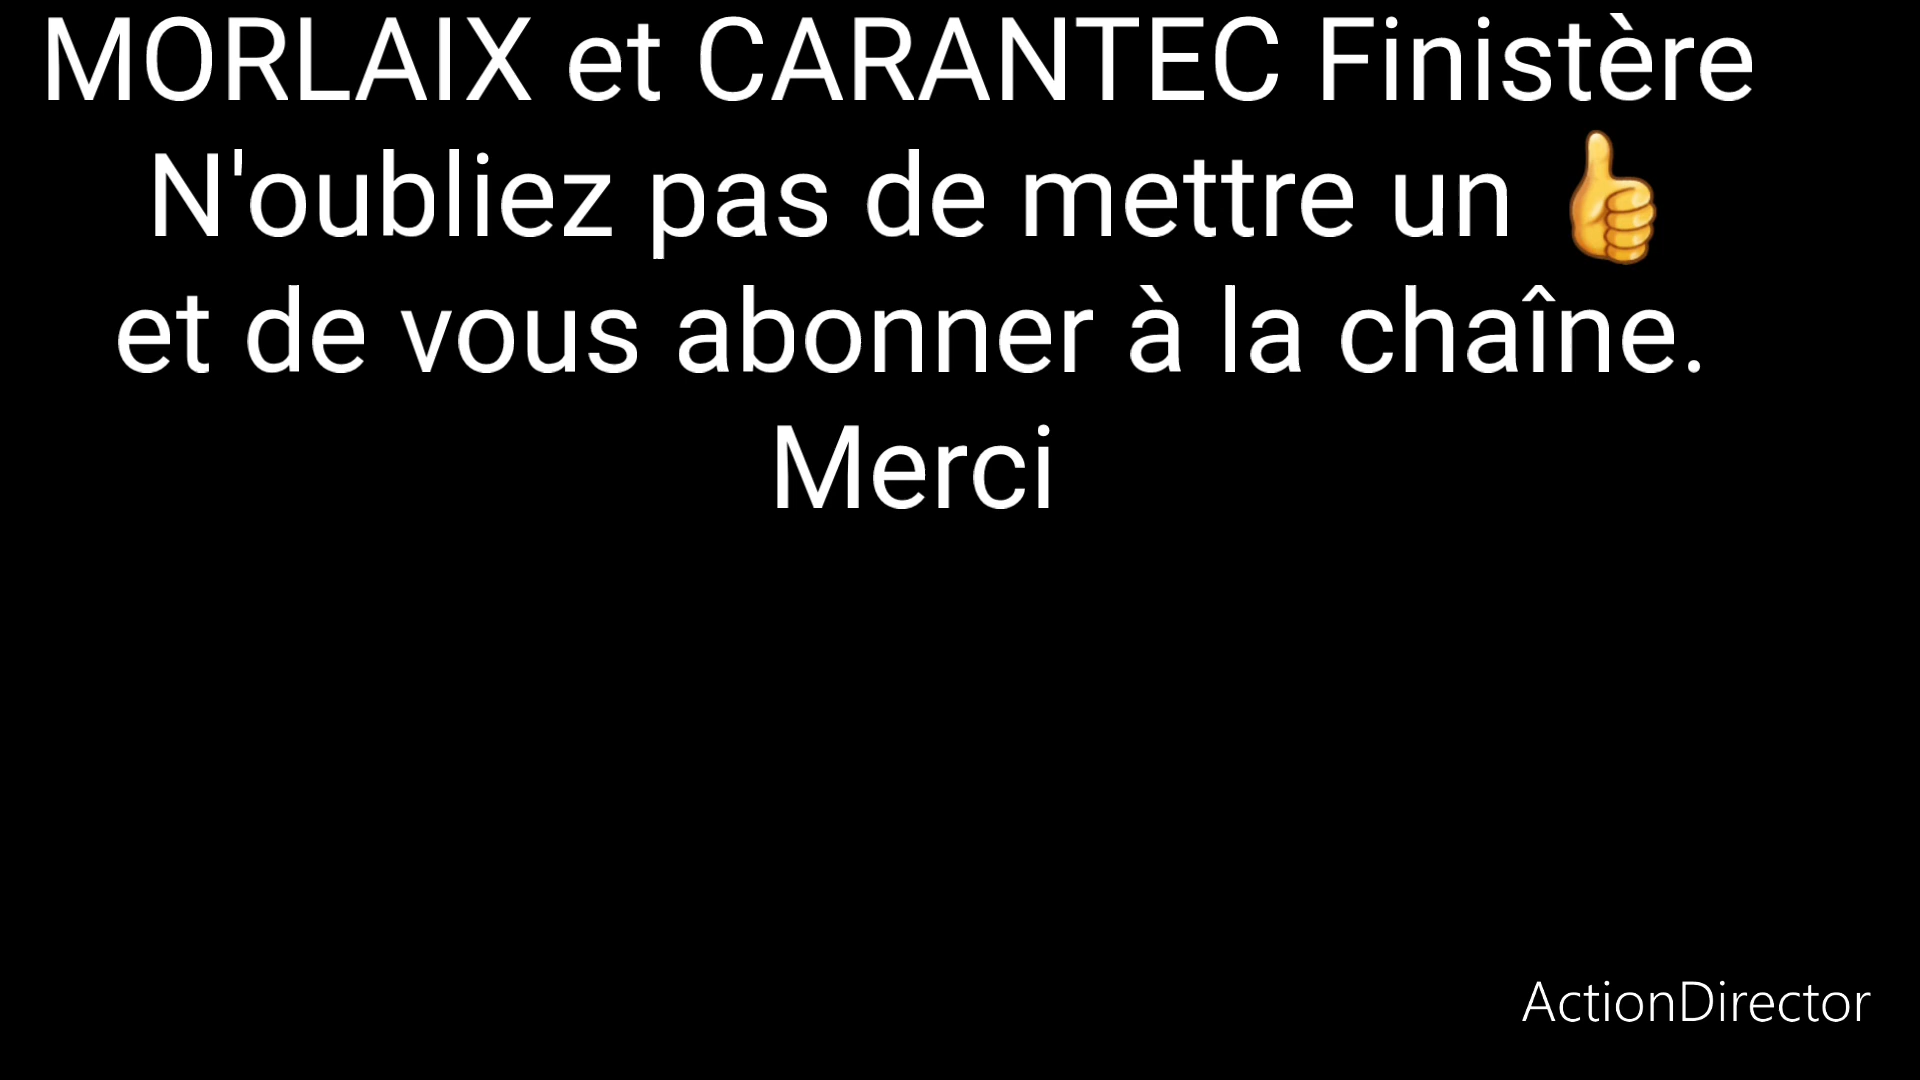 MORLAIX et CARANTEC Finistère
N'oubliez pas de mettre un 👍
et de vous abonner à la chaîne.
Merci
ActionDirector